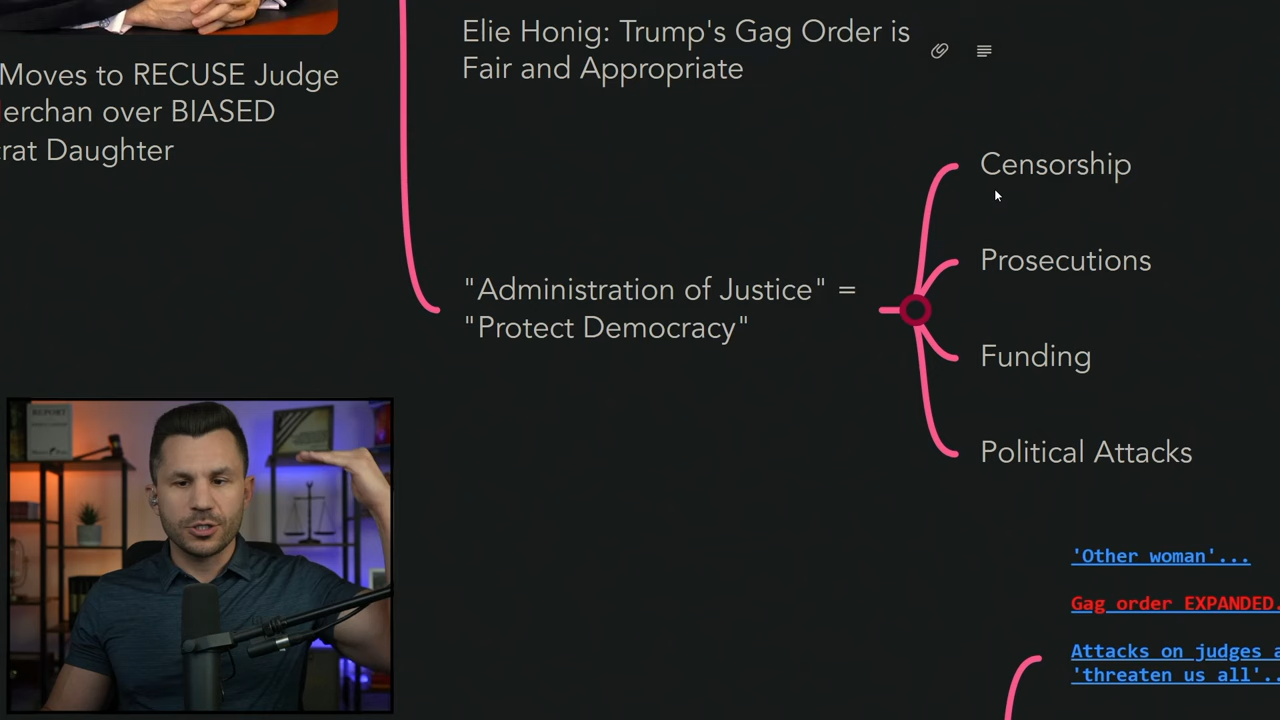 Elie Honig: Trump's Gag Order is
Fair and Appropriate
Moves to RECUSE Judge
erchan over BIASED
crat Daughter
"Administration of Justice" =
"Protect Democracy"
Censorship
Prosecutions
Funding
Political Attacks
'Other woman'...
Gag order EXPANDED.
Attacks on judges a
'threaten us all'..
REPORT